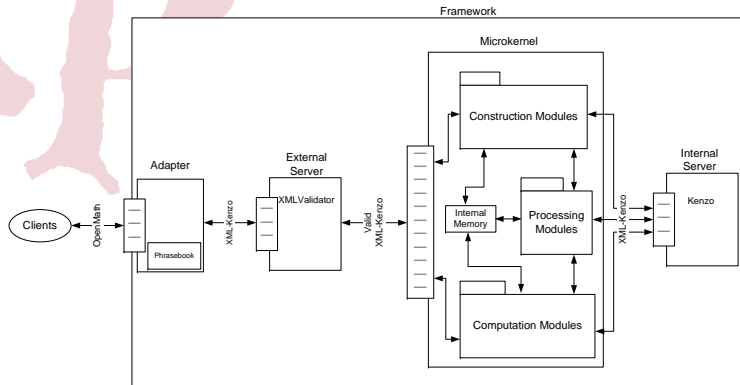 Framework
Microkernel
Construction Modules
Adapter
External
Server
Internal
Server
XMLValidator
Kenzo
Clients
OpenMath
XML-Kenzo
Valid
XML-Kenzo
Internal
Memory
Processing
Modules
XML-Kenzo
Phrasebook
Computation Modules